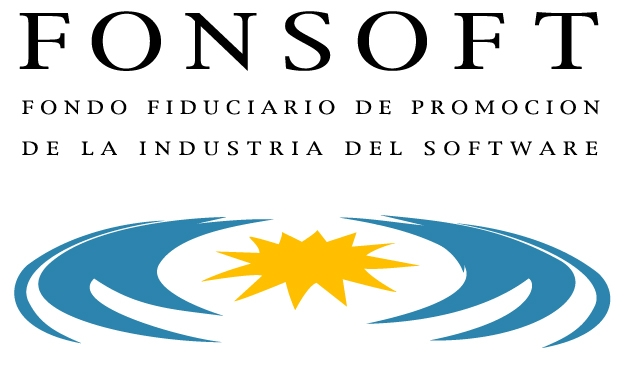 FONSOFT
FONDO FIDUCIARIO DE PROMOCION
DE LA INDUSTRIA DEL SOFTWARE